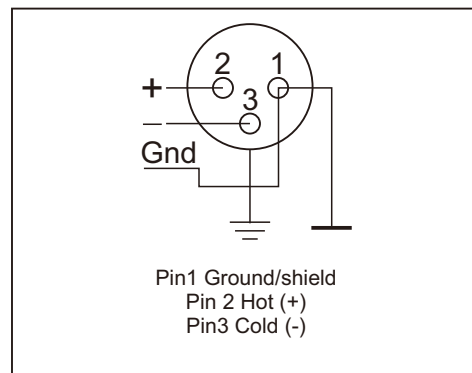 2 1
+
3
–
Gnd
Pin1 Ground/shield
Pin 2 Hot (+)
Pin3 Cold (-)